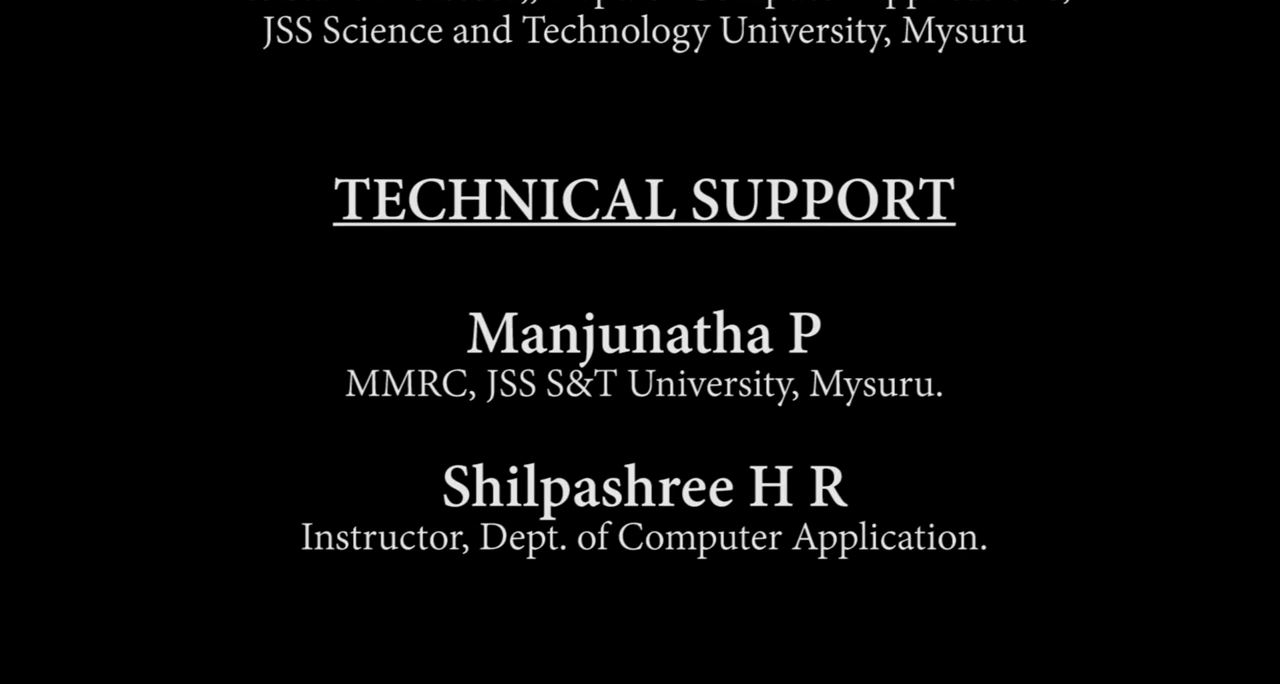 JSS Science and Technology University, Mysuru
TECHNICAL SUPPORT
Manjunatha P
MMRC, JSS S&T University, Mysuru.
Shilpashree H R
Instructor, Dept. of Computer Application.